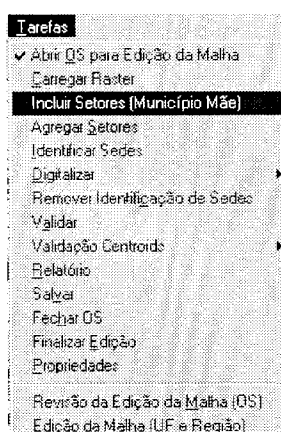 Tarefas
Abrir OS para Edição da Malha
Carregar Raster
Incluir Setores (Município Mãe)
Agregar Setores
Identificar Sedes
Digitalizar
Remover Identificação de Sedes
Validar
Validação Centroide
Relatório
Salvar
Fechar OS
Finalizar Edição
Propriedades
Revisão da Edição da Malha (OS)
Edição da Malha (UF e Região)